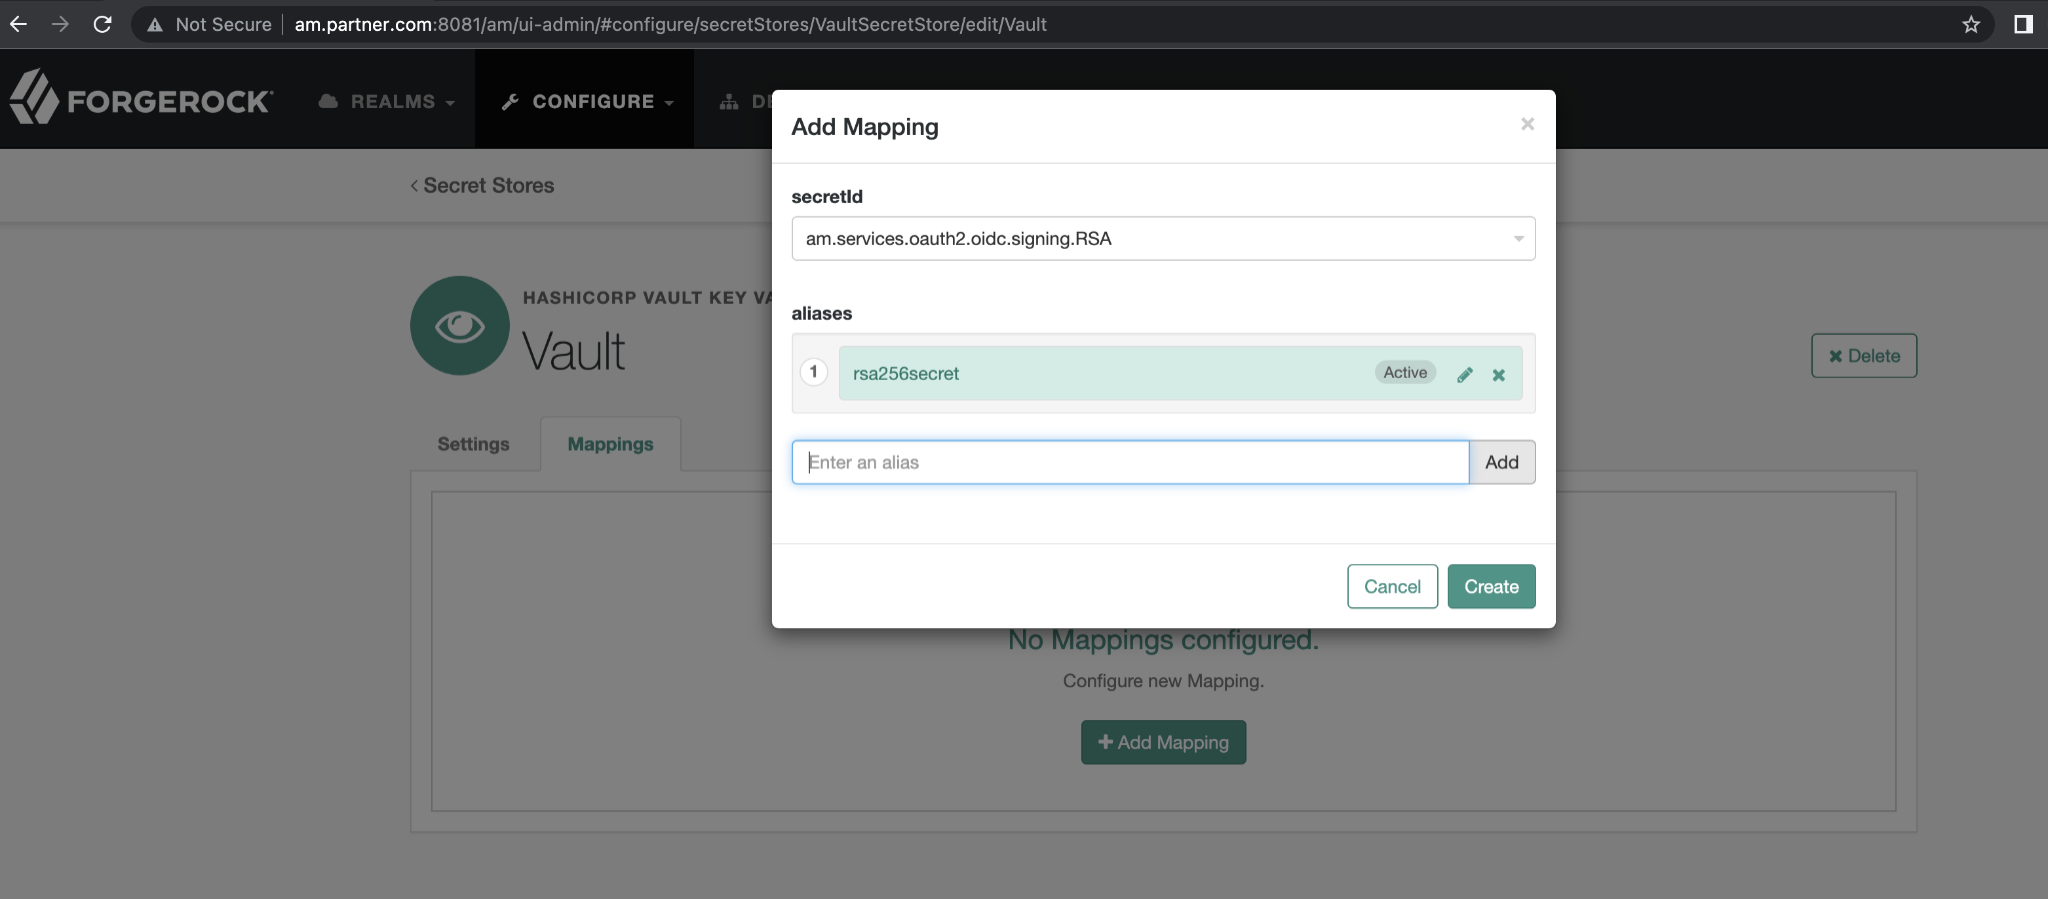 Not Secure am.partner.com:8081/am/ui-admin/#configure/secretStores/VaultSecretStore/edit/Vault
FORGEROCK REALMS CONFIGURE
Add Mapping
Secret Stores
secretId
am.services.oauth2.oidc.signing.RSA
HASHICORP VAULT KEY
Vault
Delete
aliases
1 rsa256secret Active
Settings Mappings
Enter an alias Add
Cancel Create
No Mappings configured.
Configure new Mapping.
Add Mapping